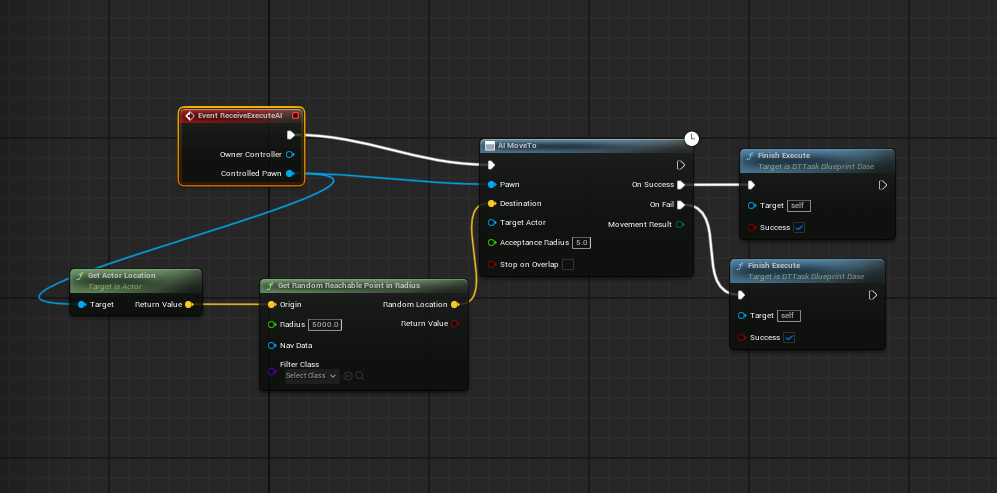 Event ReceiveExecuteAI
Owner Controller
Controlled Pawn
AI MoveTo
Pawn
On Success
Destination
On Fail
Target Actor
Movement Result
Acceptance Radius 5.0
Stop on Overlap
Finish Execute
Target is BTTask Blueprint Base
Target self
Success
Finish Execute
Target is BTTask Blueprint Base
Target self
Success
Get Actor Location
Target is Actor
Target Return Value
Get Random Reachable Point in Radius
Origin Random Location
Radius 5000.0 Return Value
Nav Data
Filter Class
Select Class